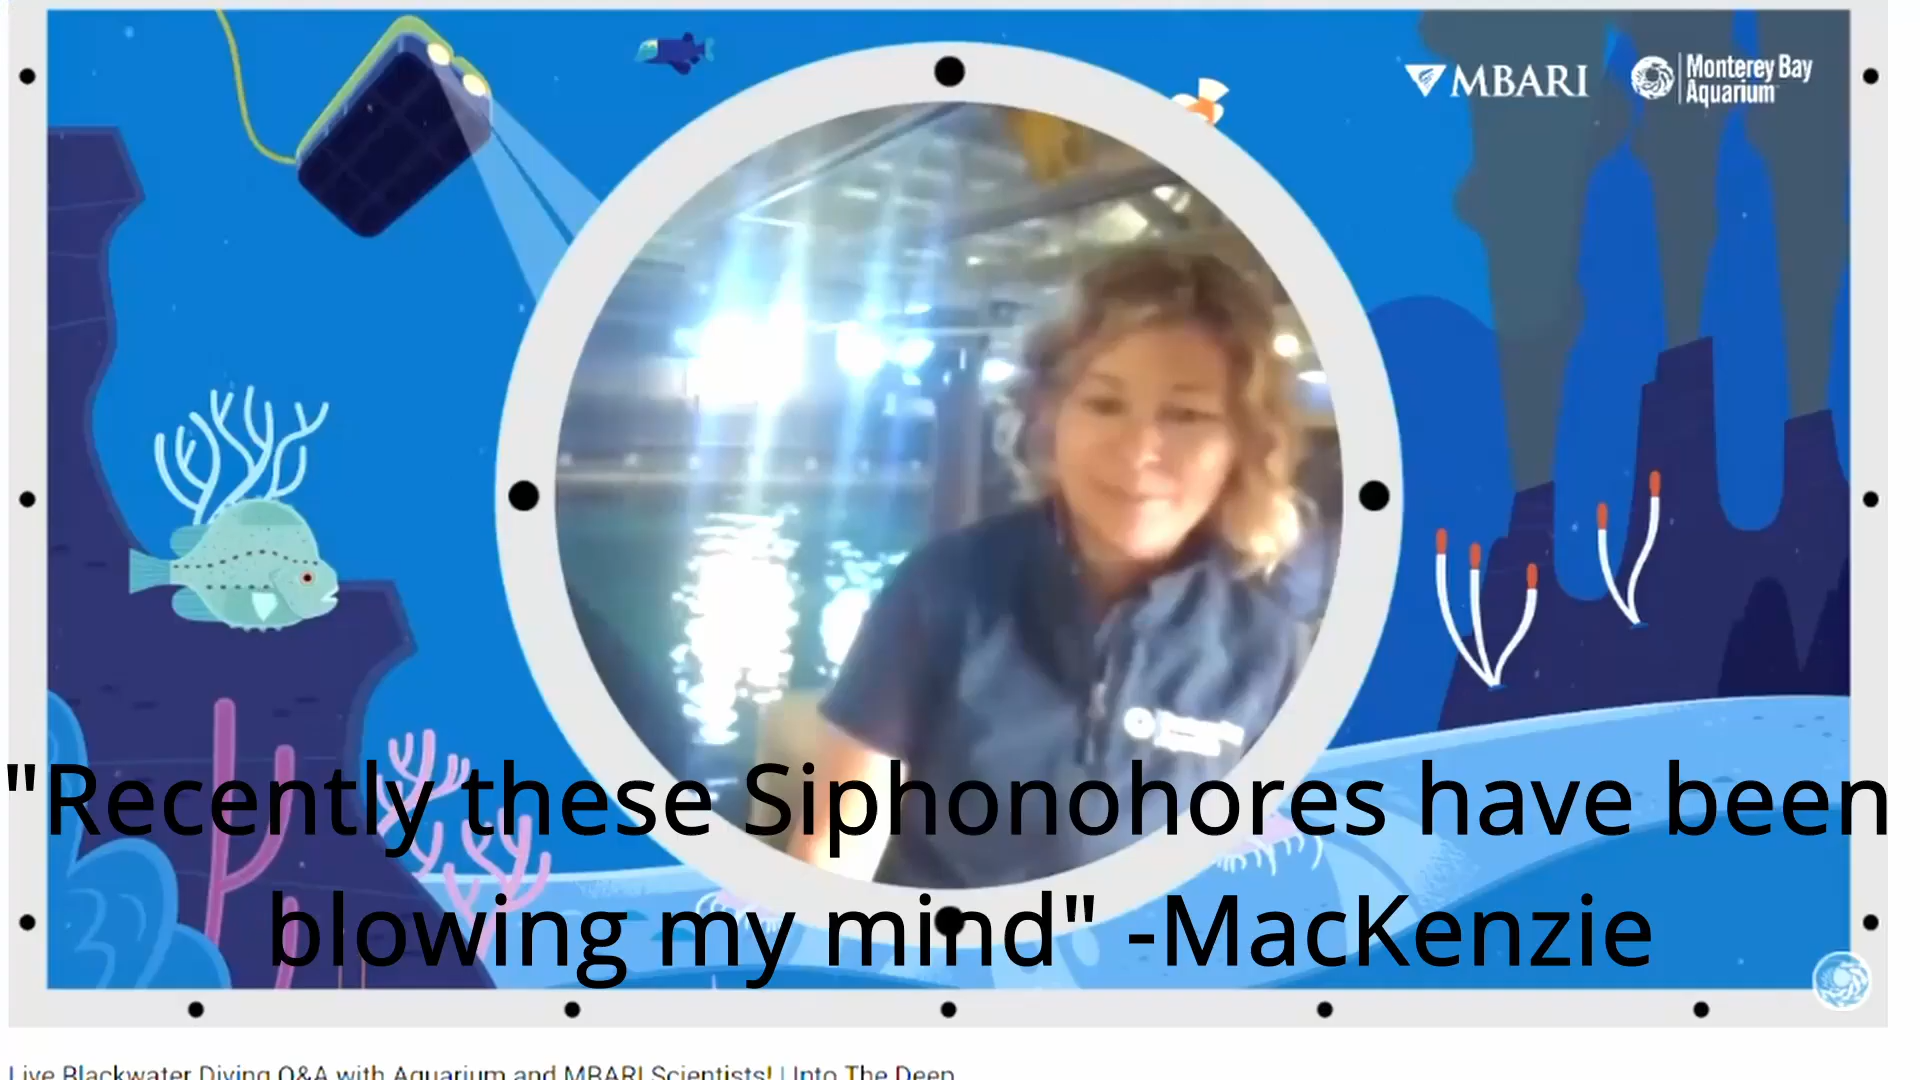 MBARI
Monterey Bay
Aquarium
"Recently these Siphonohores have been
blowing my mind" -MacKenzie
Live Blackwater Diving Q&A with Aquarium and MBARI Scientists! | Into The Deep